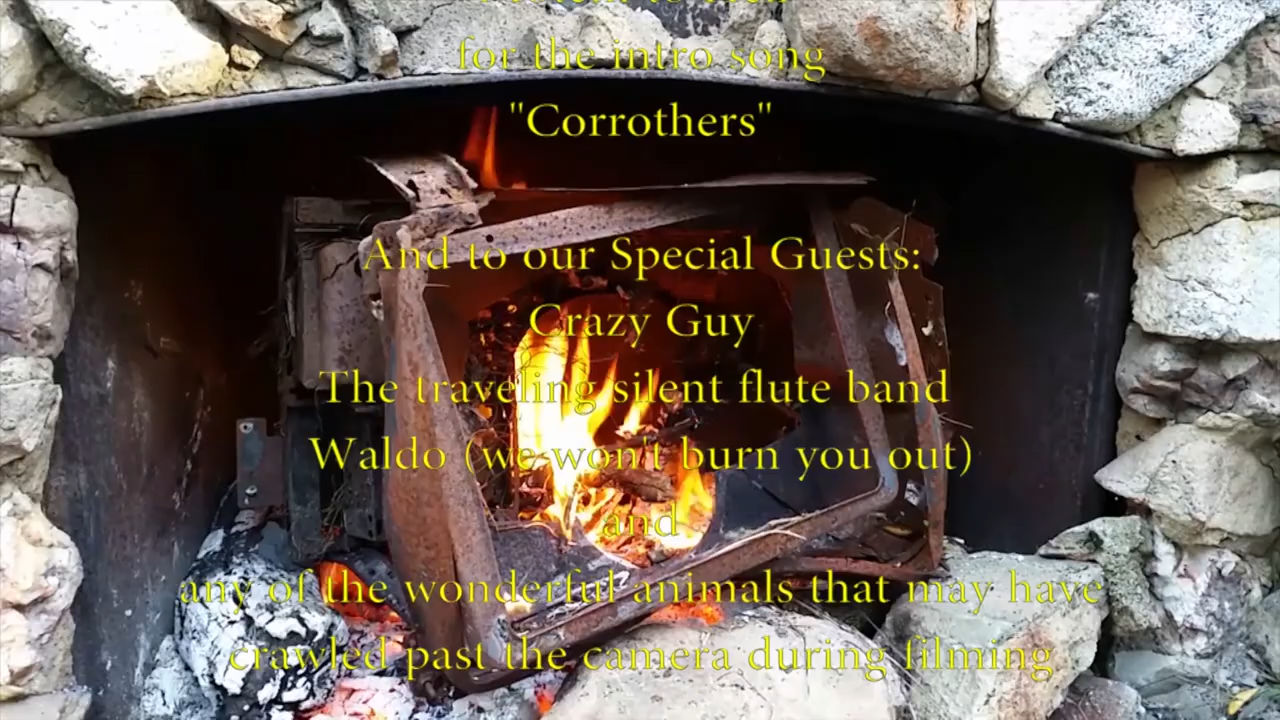 for the intro song
"Corrothers"
And to our Special Guests:
Crazy Guy
The traveling silent flute band
Waldo (we won't burn you out)
and
any of the wonderful animals that may have
crawled past the camera during filming